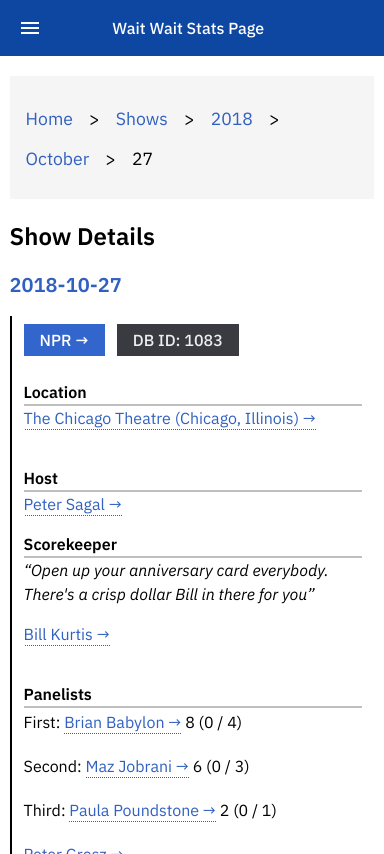 Wait Wait Stats Page
Home > Shows > 2018 >
October > 27
Show Details
2018-10-27
NPR → DB ID: 1083
Location
The Chicago Theatre (Chicago, Illinois) →
Host
Peter Sagal →
Scorekeeper
“Open up your anniversary card everybody.
There's a crisp dollar Bill in there for you”
Bill Kurtis →
Panelists
First: Brian Babylon → 8 (0 / 4)
Second: Maz Jobrani → 6 (0 / 3)
Third: Paula Poundstone → 2 (0 / 1)
Peter Grosz →